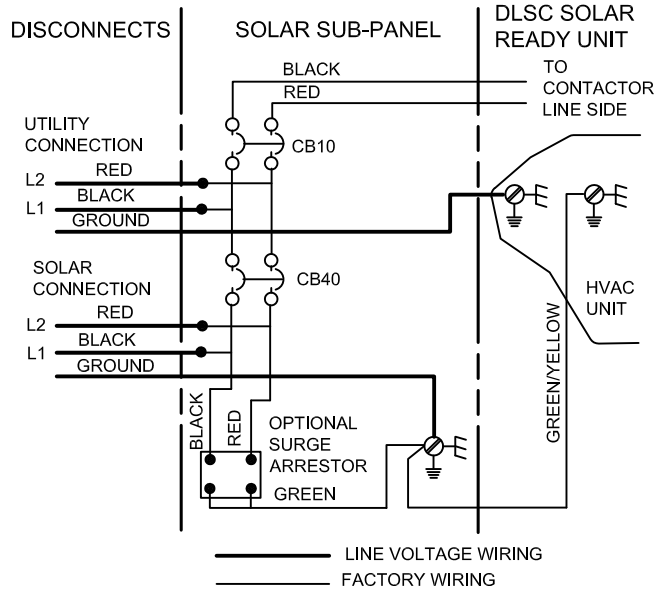 DISCONNECTS
SOLAR SUB-PANEL
DLSC SOLAR
READY UNIT
BLACK
RED
TO
CONTACTOR
LINE SIDE
UTILITY
CONNECTION
CB10
L2
RED
L1
BLACK
GROUND
SOLAR
CONNECTION
CB40
HVAC
UNIT
L2
RED
L1
BLACK
GROUND
GREEN/YELLOW
BLACK
RED
OPTIONAL
SURGE
ARRESTOR
GREEN
LINE VOLTAGE WIRING
FACTORY WIRING